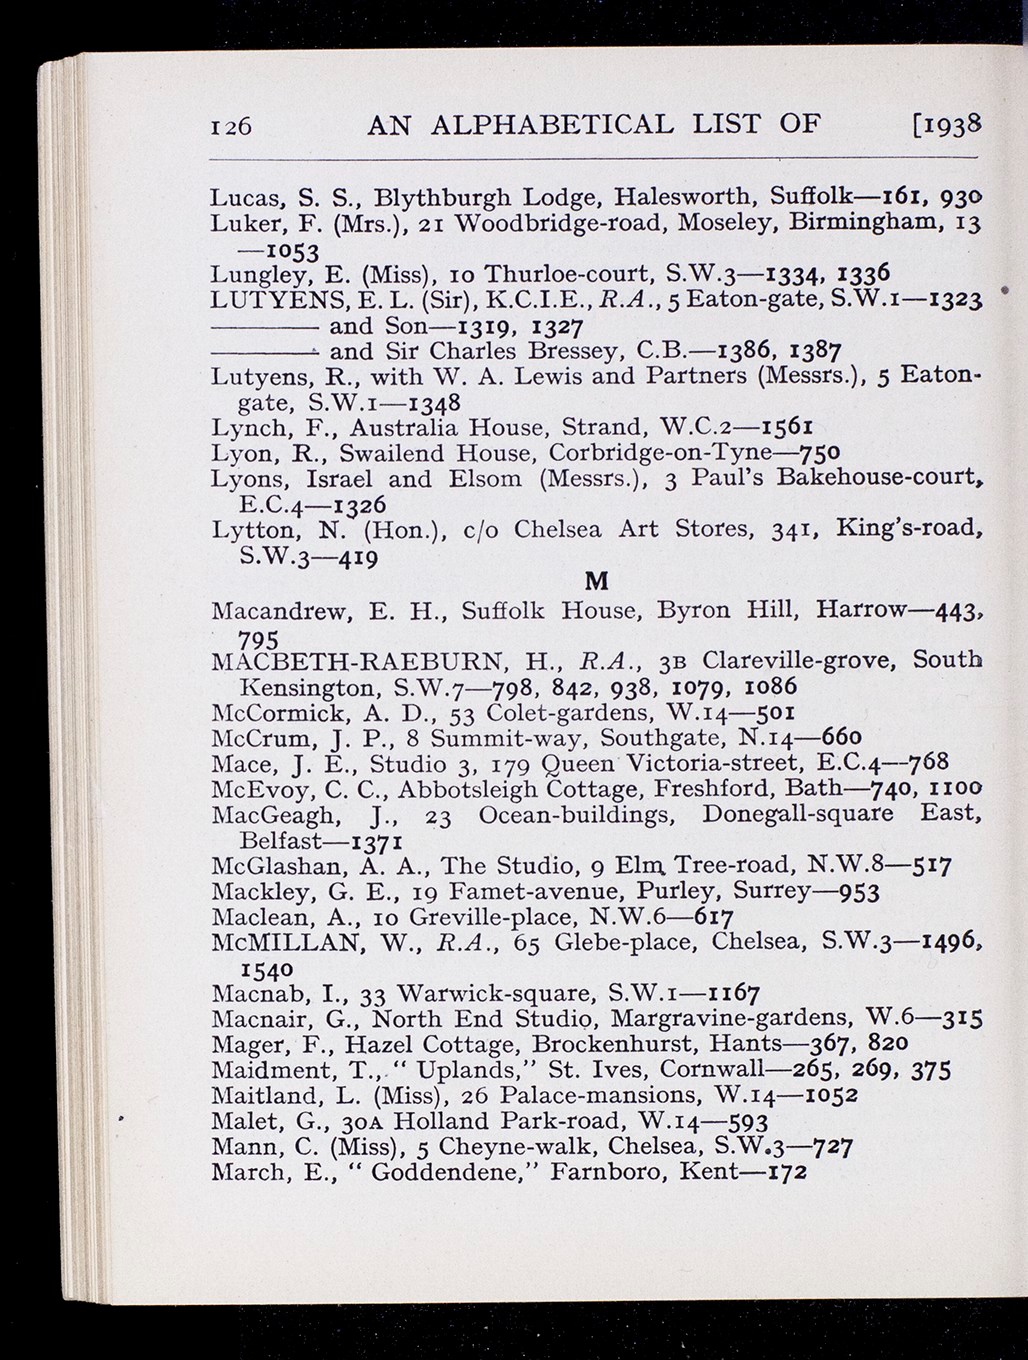 126 AN ALPHABETICAL LIST OF [1938
Lucas, S. S., Blythburgh Lodge, Halesworth, Suffolk—161, 930
Luker, F. (Mrs.), 21 Woodbridge-road, Moseley, Birmingham, 13
—1053
Lungley, E. (Miss), 10 Thurloe-court, S.W.3—1334, 1336
LUTYENS, E. L. (Sir), K.C.I.E., R.A., 5 Eaton-gate, S.W.1—1323
——— and Son—1319, 1327
——— and Sir Charles Bressey, C.B.—1386, 1387
Lutyens, R., with W. A. Lewis and Partners (Messrs.), 5 Eaton-
gate, S.W.1—1348
Lynch, F., Australia House, Strand, W.C.2—1561
Lyon, R., Swailend House, Corbridge-on-Tyne—750
Lyons, Israel and Elsom (Messrs.), 3 Paul's Bakehouse-court,
E.C.4—1326
Lytton, N. (Hon.), c/o Chelsea Art Stores, 341, King's-road,
S.W.3—419
M
Macandrew, E. H., Suffolk House, Byron Hill, Harrow—443,
795
MACBETH-RAEBURN, H., R.A., 3B Clareville-grove, South
Kensington, S.W.7—798, 842, 938, 1079, 1086
McCormick, A. D., 53 Colet-gardens, W.14—501
McCrum, J. P., 8 Summit-way, Southgate, N.14—660
Mace, J. E., Studio 3, 179 Queen Victoria-street, E.C.4—768
McEvoy, C. C., Abbotsleigh Cottage, Freshford, Bath—740, 1100
MacGeagh, J., 23 Ocean-buildings, Donegall-square East,
Belfast—1371
McGlashan, A. A., The Studio, 9 Elm Tree-road, N.W.8—517
Mackley, G. E., 19 Famet-avenue, Purley, Surrey—953
Maclean, A., 10 Greville-place, N.W.6—617
McMILLAN, W., R.A., 65 Glebe-place, Chelsea, S.W.3—1496,
1540
Macnab, I., 33 Warwick-square, S.W.1—1167
Macnair, G., North End Studio, Margravine-gardens, W.6—315
Mager, F., Hazel Cottage, Brockenhurst, Hants—367, 820
Maidment, T., “ Uplands,” St. Ives, Cornwall—265, 269, 375
Maitland, L. (Miss), 26 Palace-mansions, W.14—1052
Malet, G., 30A Holland Park-road, W.14—593
Mann, C. (Miss), 5 Cheyne-walk, Chelsea, S.W.3—727
March, E., “ Goddendene,” Farnboro, Kent—172